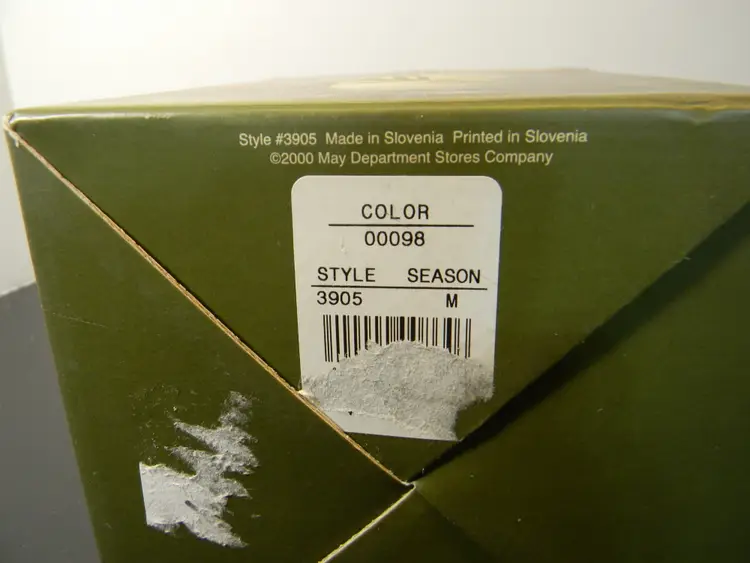 Style #3905 Made in Slovenia Printed in Slovenia
©2000 May Department Stores Company
COLOR
00098
STYLE SEASON
3905 M